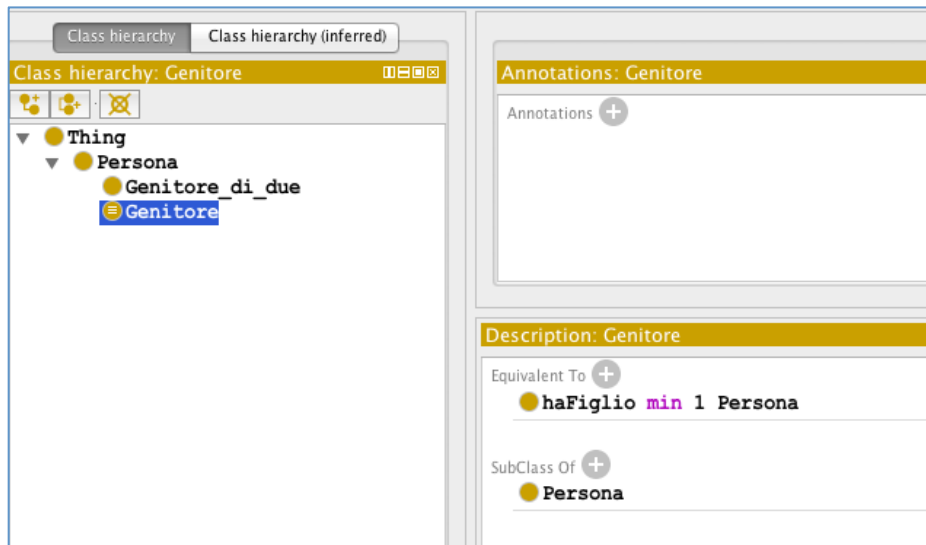 Class hierarchy
Class hierarchy (inferred)
Class hierarchy: Genitore
Thing
Persona
Genitore_di_due
Genitore
Annotations: Genitore
Annotations
Description: Genitore
Equivalent To
haFiglio min 1 Persona
SubClass Of
Persona